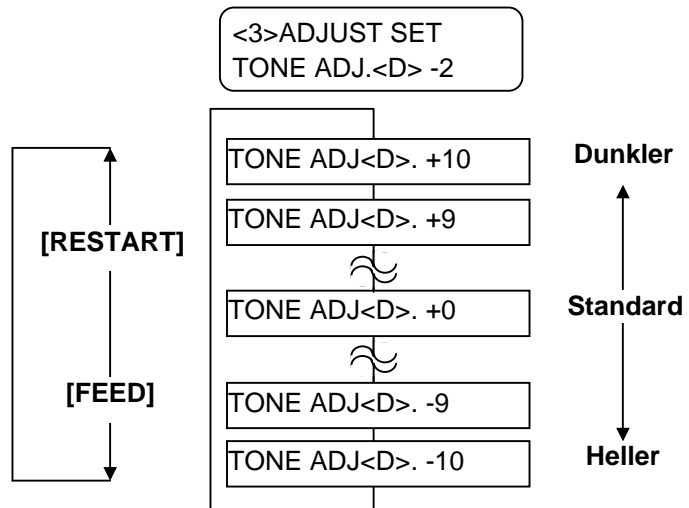 <3>ADJUST SET
TONE ADJ.<D> -2
TONE ADJ<D>. +10
Dunkler
[RESTART]
TONE ADJ<D>. +9
TONE ADJ<D>. +0
Standard
[FEED]
TONE ADJ<D>. -9
TONE ADJ<D>. -10
Heller